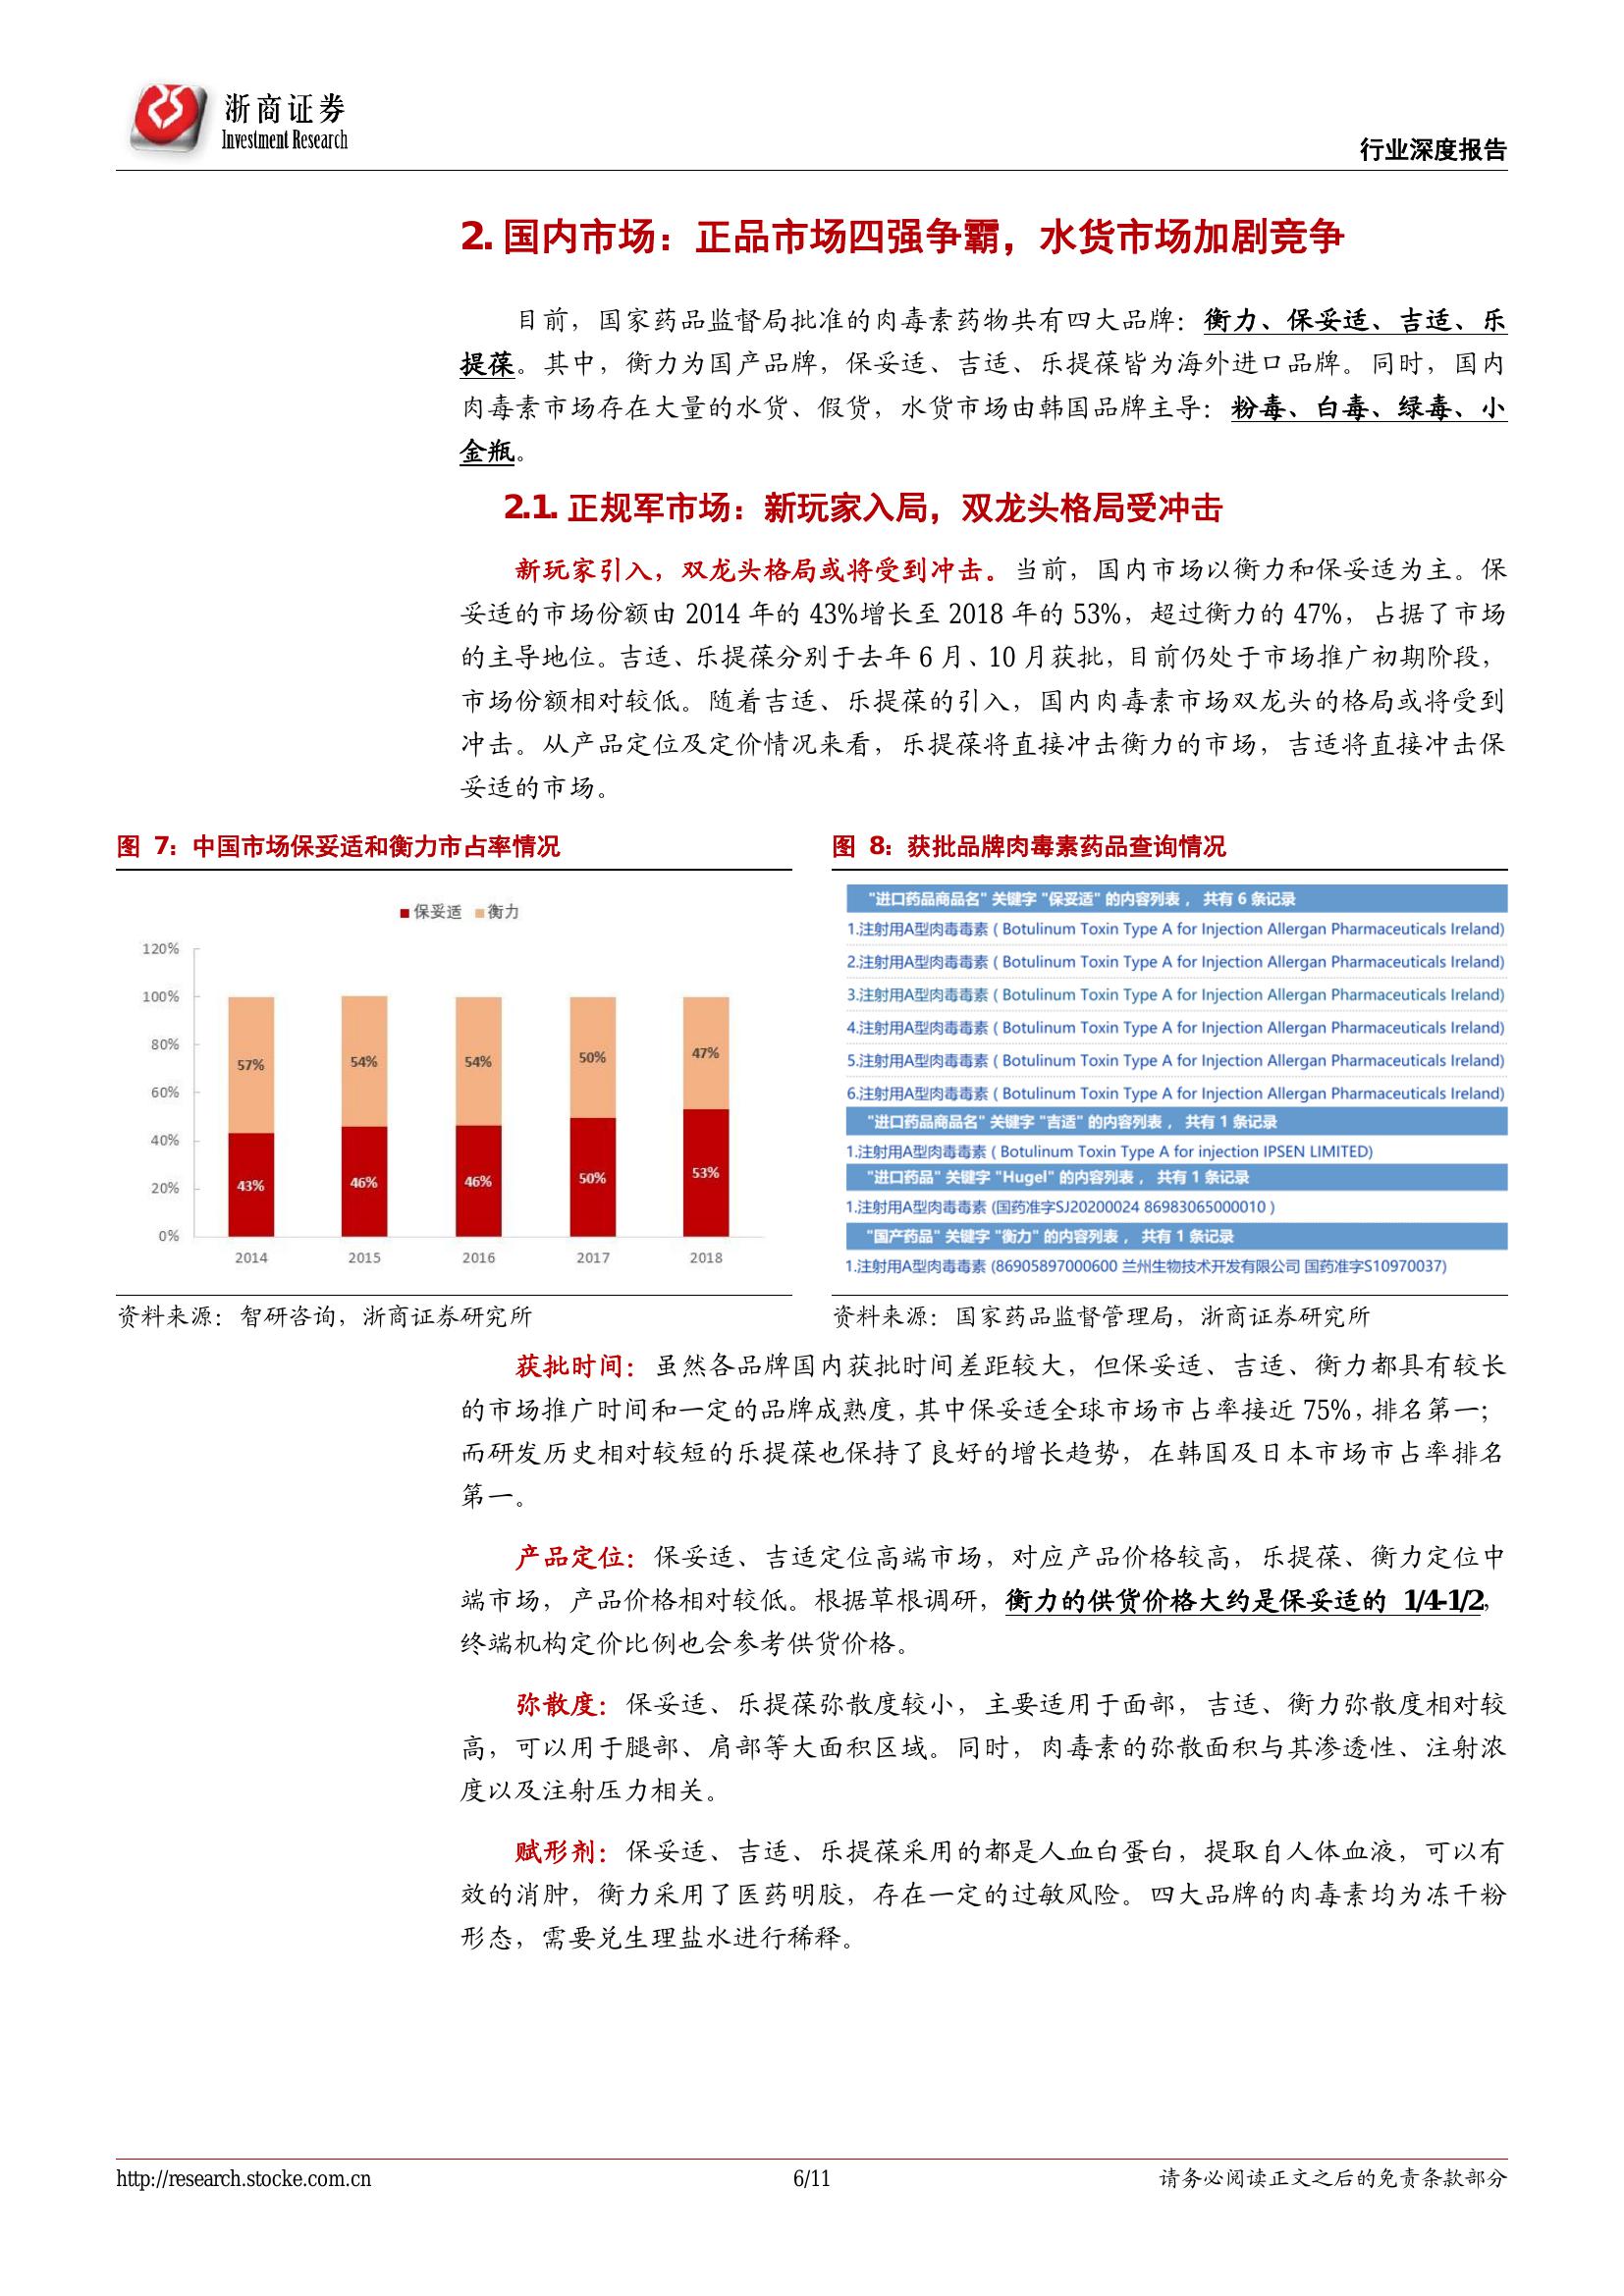 浙商证券
Investment Research
行业深度报告
2. 国内市场：正品市场四强争霸，水货市场加剧竞争
目前，国家药品监督局批准的肉毒素药物共有四大品牌：衡力、保妥适、吉适、乐
提葆。其中，衡力为国产品牌，保妥适、吉适、乐提葆皆为海外进口品牌。同时，国内
肉毒素市场存在大量的水货、假货，水货市场由韩国品牌主导：粉毒、白毒、绿毒、小
金瓶。
2.1. 正规军市场：新玩家入局，双龙头格局受冲击
新玩家引入，双龙头格局或将受到冲击。当前，国内市场以衡力和保妥适为主。保
妥适的市场份额由 2014 年的 43%增长至 2018 年的 53%，超过衡力的 47%，占据了市场
的主导地位。吉适、乐提葆分别于去年 6 月、10 月获批，目前仍处于市场推广初期阶段，
市场份额相对较低。随着吉适、乐提葆的引入，国内肉毒素市场双龙头的格局或将受到
冲击。从产品定位及定价情况来看，乐提葆将直接冲击衡力的市场，吉适将直接冲击保
妥适的市场。
图 7：中国市场保妥适和衡力市占率情况
保妥适 衡力
120%
100%
80%
60%
40%
20%
0%
57% 54% 54% 50% 47%
43% 46% 46% 50% 53%
2014 2015 2016 2017 2018
资料来源：智研咨询，浙商证券研究所
图 8：获批品牌肉毒素药品查询情况
"进口药品商品名" 关键字 "保妥适" 的内容列表， 共有 6 条记录
1.注射用A型肉毒毒素 ( Botulinum Toxin Type A for Injection Allergan Pharmaceuticals Ireland)
2.注射用A型肉毒毒素 ( Botulinum Toxin Type A for Injection Allergan Pharmaceuticals Ireland)
3.注射用A型肉毒毒素 ( Botulinum Toxin Type A for Injection Allergan Pharmaceuticals Ireland)
4.注射用A型肉毒毒素 ( Botulinum Toxin Type A for Injection Allergan Pharmaceuticals Ireland)
5.注射用A型肉毒毒素 ( Botulinum Toxin Type A for Injection Allergan Pharmaceuticals Ireland)
6.注射用A型肉毒毒素 ( Botulinum Toxin Type A for Injection Allergan Pharmaceuticals Ireland)
"进口药品商品名" 关键字 "吉适" 的内容列表， 共有 1 条记录
1.注射用A型肉毒毒素 ( Botulinum Toxin Type A for injection IPSEN LIMITED)
"进口药品" 关键字 "Hugel" 的内容列表， 共有 1 条记录
1.注射用A型肉毒毒素 (国药准字SJ20200024 86983065000010 )
"国产药品" 关键字 "衡力" 的内容列表， 共有 1 条记录
1.注射用A型肉毒毒素 (86905897000600 兰州生物技术开发有限公司 国药准字S10970037)
资料来源：国家药品监督管理局，浙商证券研究所
获批时间：虽然各品牌国内获批时间差距较大，但保妥适、吉适、衡力都具有较长
的市场推广时间和一定的品牌成熟度，其中保妥适全球市场市占率接近 75%，排名第一；
而研发历史相对较短的乐提葆也保持了良好的增长趋势，在韩国及日本市场市占率排名
第一。
产品定位：保妥适、吉适定位高端市场，对应产品价格较高，乐提葆、衡力定位中
端市场，产品价格相对较低。根据草根调研，衡力的供货价格大约是保妥适的 1/4-1/2，
终端机构定价比例也会参考供货价格。
弥散度：保妥适、乐提葆弥散度较小，主要适用于面部，吉适、衡力弥散度相对较
高，可以用于腿部、肩部等大面积区域。同时，肉毒素的弥散面积与其渗透性、注射浓
度以及注射压力相关。
赋形剂：保妥适、吉适、乐提葆采用的都是人血白蛋白，提取自人体血液，可以有
效的消肿，衡力采用了医药明胶，存在一定的过敏风险。四大品牌的肉毒素均为冻干粉
形态，需要兑生理盐水进行稀释。
http://research.stocke.com.cn
6/11
请务必阅读正文之后的免责条款部分